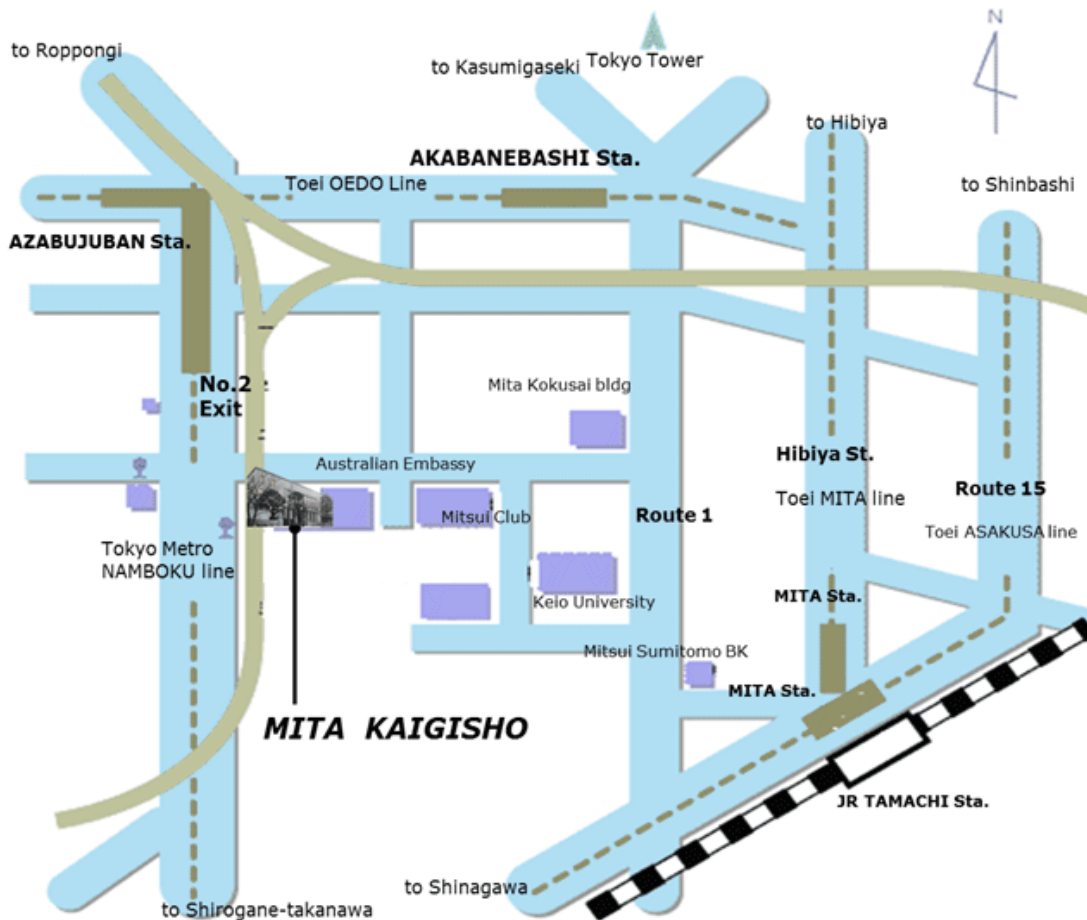 N
to Roppongi
Tokyo Tower
to Kasumigaseki
to Hibiya
AKABANEBASHI Sta.
Toei OEDO Line
to Shinbashi
AZABUJUBAN Sta.
No.2
Exit
Mita Kokusai bldg
Australian Embassy
Hibiya St.
Route 15
Toei MITA line
Mitsui Club
Route 1
Toei ASAKUSA line
Tokyo Metro
NAMBOKU line
MITA Sta.
Keio University
Mitsui Sumitomo BK
MITA Sta.
MITA KAIGISHO
JR TAMACHI Sta.
to Shinagawa
to Shirogane-takanawa